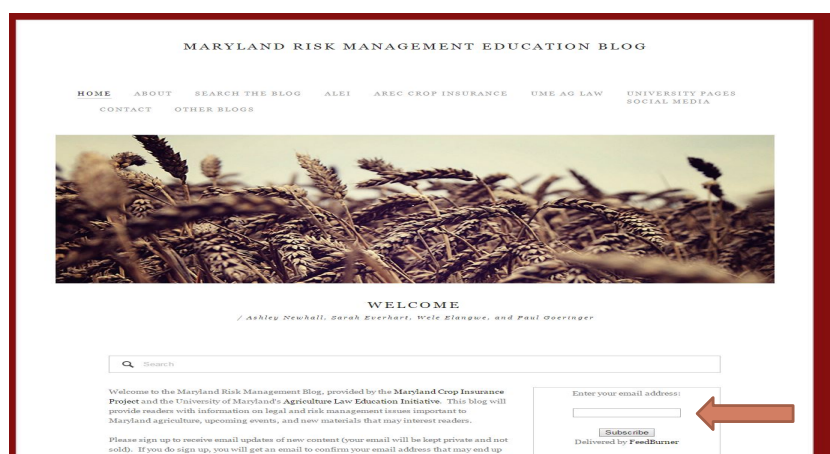 MARYLAND RISK MANAGEMENT EDUCATION BLOG
HOME ABOUT SEARCH THE BLOG ALEI AREC CROP INSURANCE UME AG LAW UNIVERSITY PAGES
SOCIAL MEDIA
CONTACT OTHER BLOGS
WELCOME
/ Ashley Newhall, Sarah Everhart, Wele Elangwe, and Paul Goeringer
Search
Welcome to the Maryland Risk Management Blog, provided by the Maryland Crop Insurance
Project and the University of Maryland's Agriculture Law Education Initiative. This blog will
provide readers with information on legal and risk management issues important to
Maryland agriculture, upcoming events, and new materials that may interest readers.
Please sign up to receive email updates of new content (your email will be kept private and not
sold). If you do sign up, you will get an email to confirm your email address that may end up
Enter your email address:
Subscribe
Delivered by FeedBurner